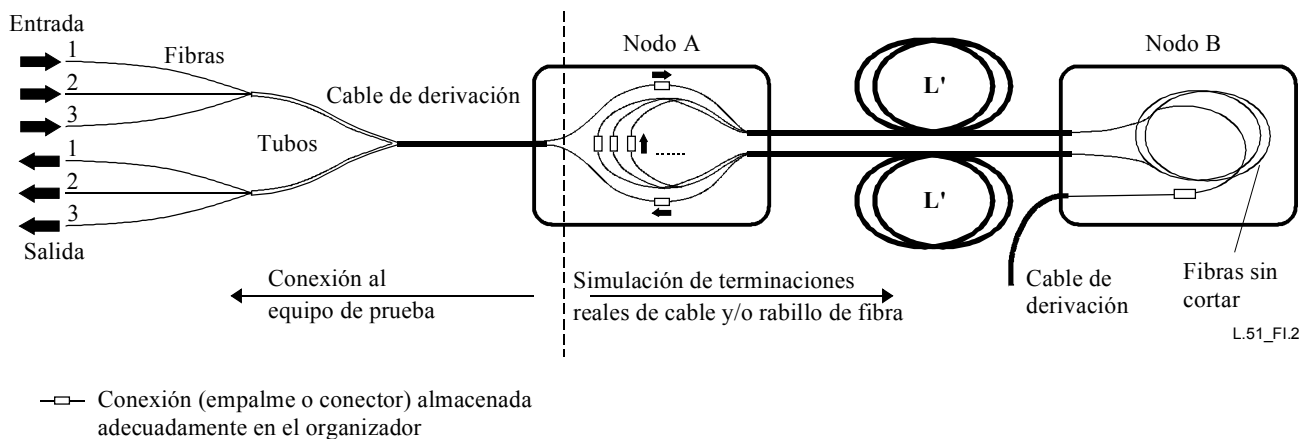 Entrada
1
2
3
1
2
3
Salida
Fibras
Tubos
Cable de derivación
Nodo A
L'
L'
Nodo B
Cable de
derivación
Fibras sin
cortar
Conexión al
equipo de prueba
Simulación de terminaciones
reales de cable y/o rabillo de fibra
L.51_FI.2
Conexión (empalme o conector) almacenada
adecuadamente en el organizador